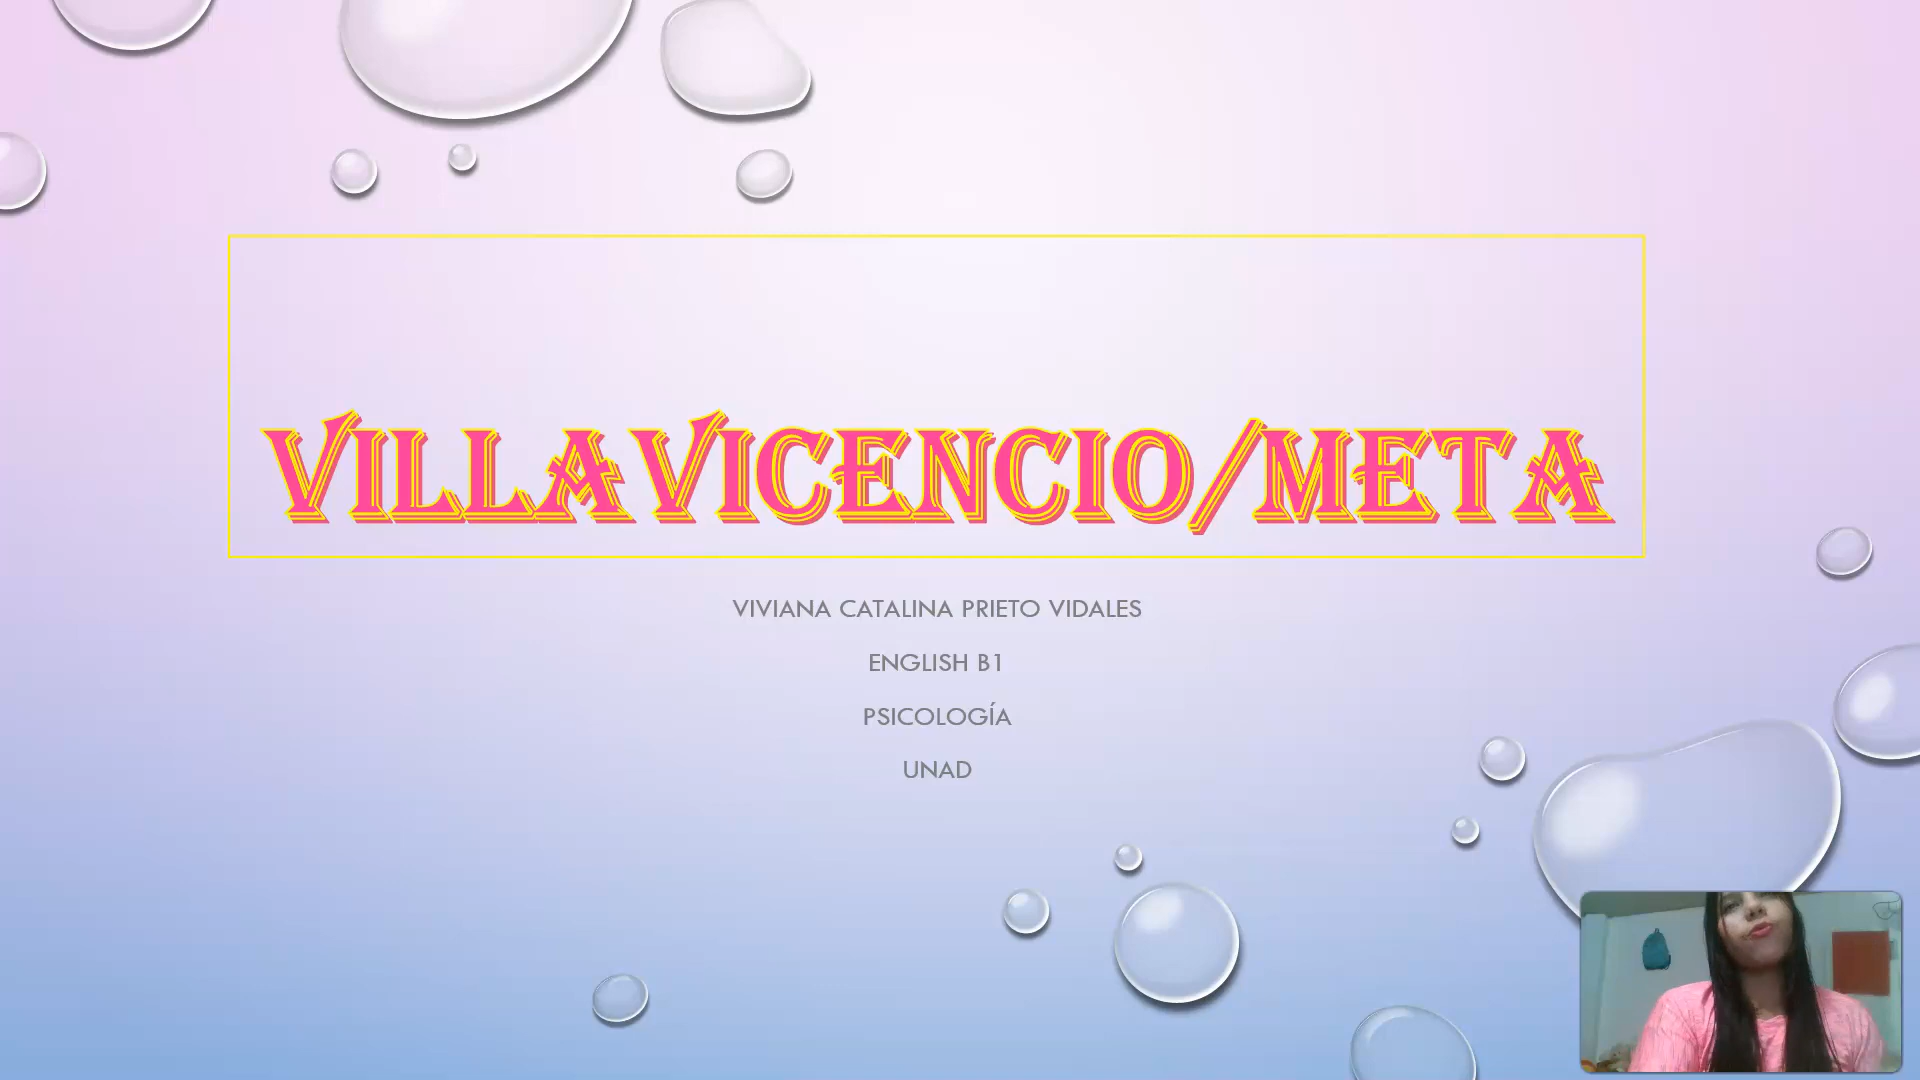 VILLAVICENCIO/META
VIVIANA CATALINA PRIETO VIDALES
ENGLISH B1
PSICOLOGÍA
UNAD